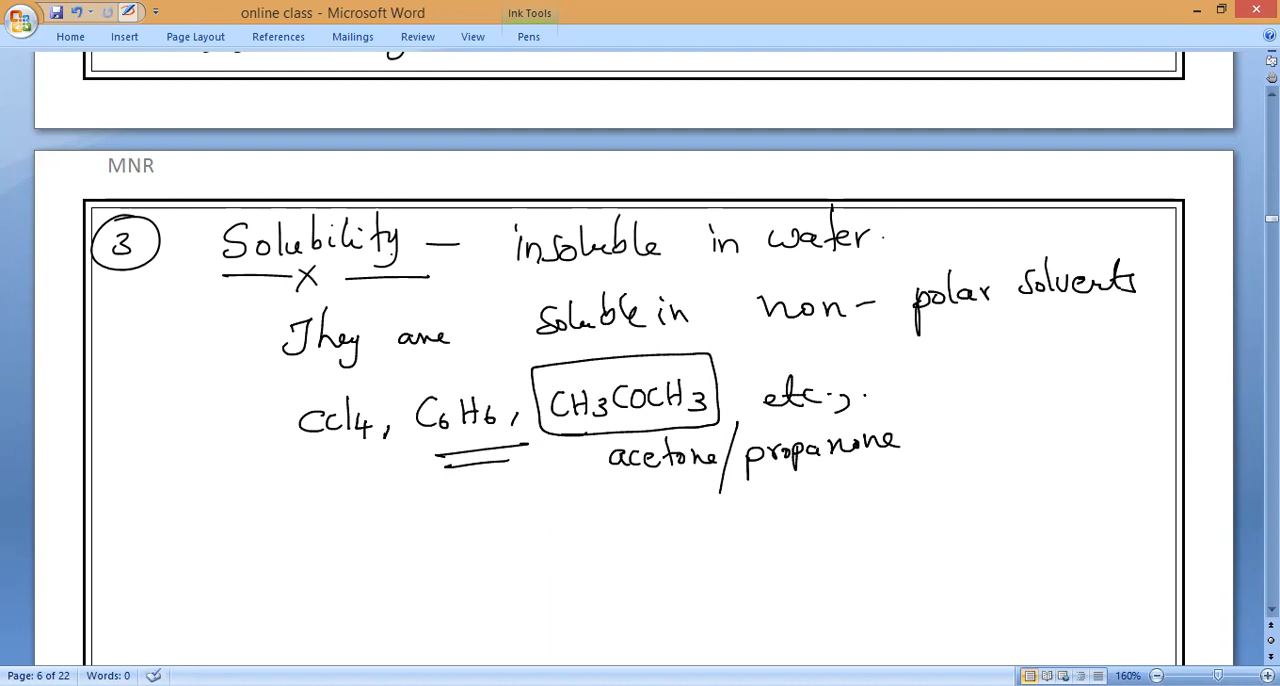 online class - Microsoft Word
Ink Tools
Home Insert Page Layout References Mailings Review View Pens
MNR
3 Solubility – insoluble in water.
They are soluble in non-polar solvents
CCl4, C6H6, CH3COCH3 etc.,.
acetone/propanone
Page: 6 of 22 Words: 0 160%